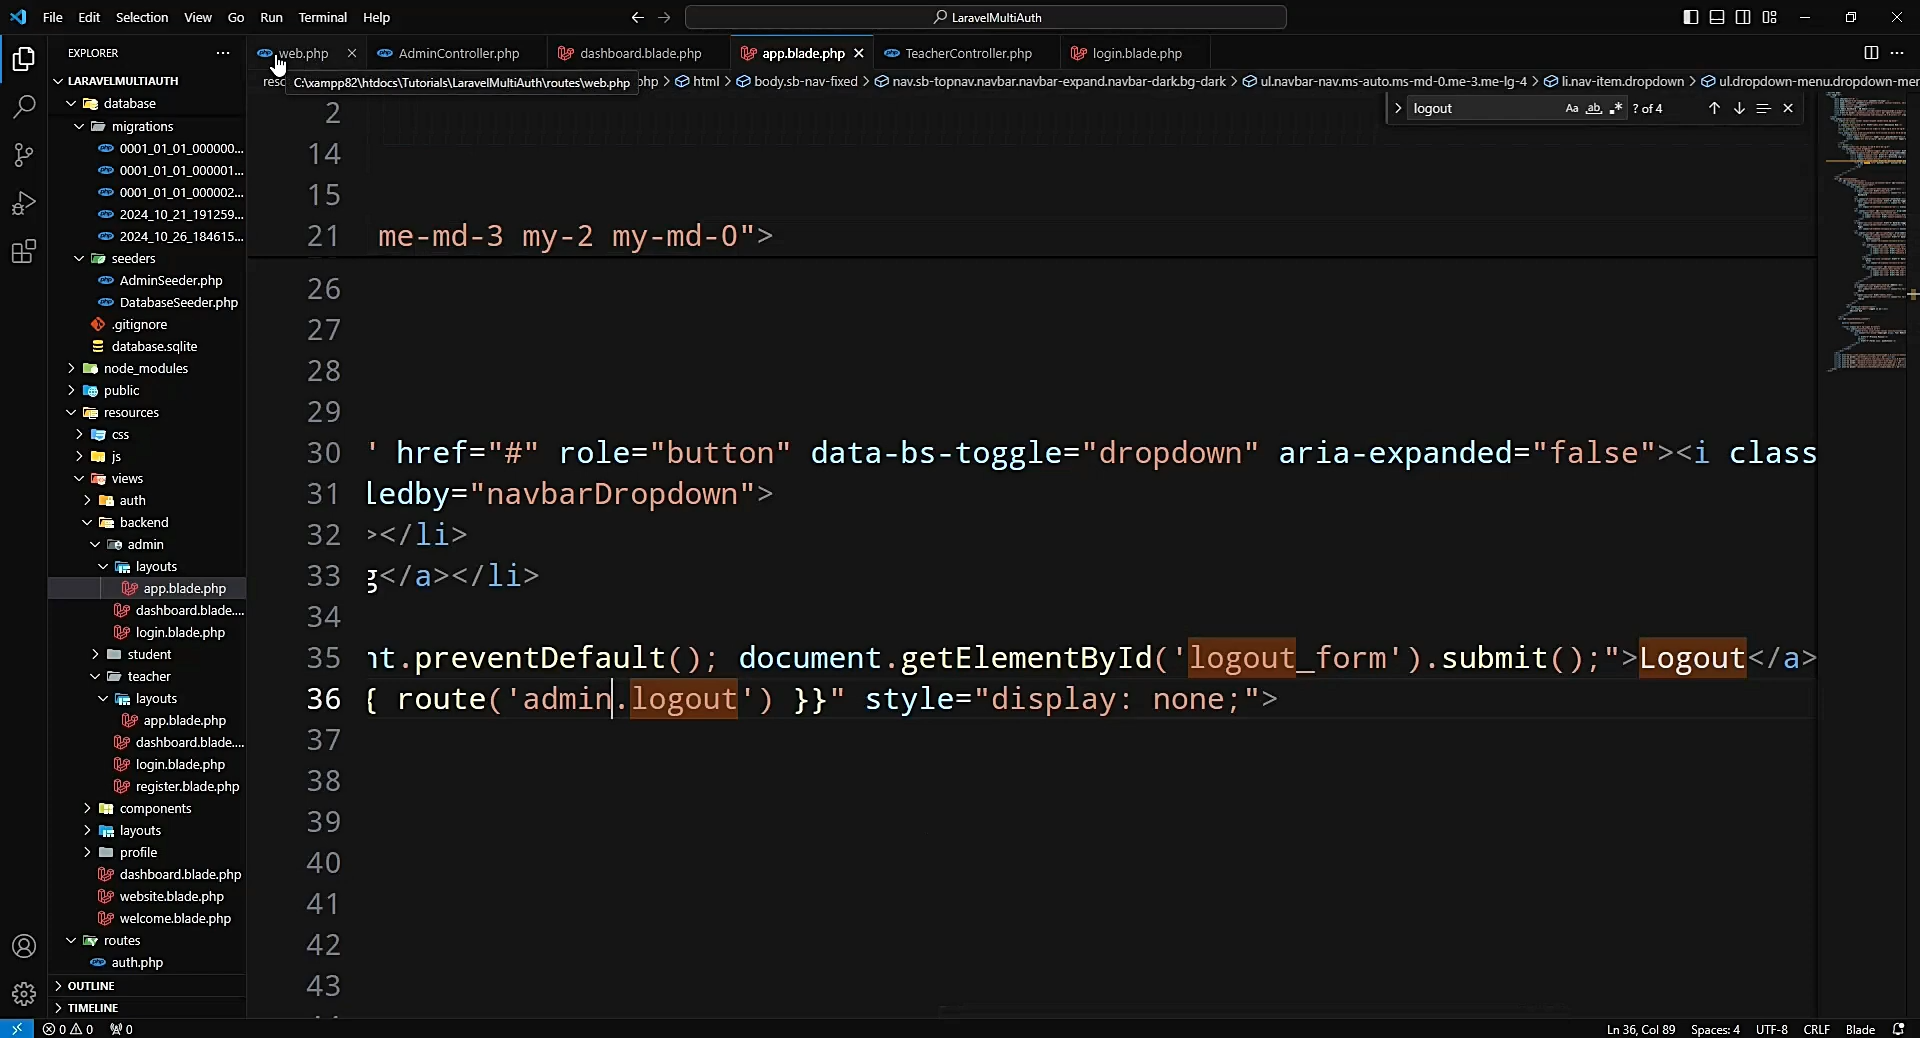 File Edit Selection View Go Run Terminal Help
LaravelMultiAuth
EXPLORER
web.php
AdminController.php
dashboard.blade.php
app.blade.php
TeacherController.php
login.blade.php
LARAVELMULTIAUTH
C:\xampp82\htdocs\Tutorials\LaravelMultiAuth\routes\web.php
html > body.sb-nav-fixed > nav.sb-topnav.navbar.navbar-expand.navbar-dark.bg-dark > ul.navbar-nav.ms-auto.ms-md-0.me-3.me-lg-4 > li.nav-item.dropdown > ul.dropdown-menu.dropdown-mer
logout
Aa ab .* ? of 4
database
migrations
0001_01_01_000000...
0001_01_01_000001...
0001_01_01_000002...
2024_10_21_191259...
2024_10_26_184615...
seeders
AdminSeeder.php
DatabaseSeeder.php
.gitignore
database.sqlite
node_modules
public
resources
css
js
views
auth
backend
admin
layouts
app.blade.php
dashboard.blade....
login.blade.php
student
teacher
layouts
app.blade.php
dashboard.blade....
login.blade.php
register.blade.php
components
layouts
profile
dashboard.blade.php
website.blade.php
welcome.blade.php
routes
auth.php
OUTLINE
TIMELINE
2
14
15
21 me-md-3 my-2 my-md-0">
26
27
28
29
30 ' href="#" role="button" data-bs-toggle="dropdown" aria-expanded="false"><i class
31 ledby="navbarDropdown">
32 ></li>
33 g</a></li>
34
35 nt.preventDefault(); document.getElementById('logout_form').submit();">Logout</a>
36 { route('admin.logout') }}" style="display: none;">
37
38
39
40
41
42
43
0 0 0
Ln 36, Col 89 Spaces: 4 UTF-8 CRLF Blade